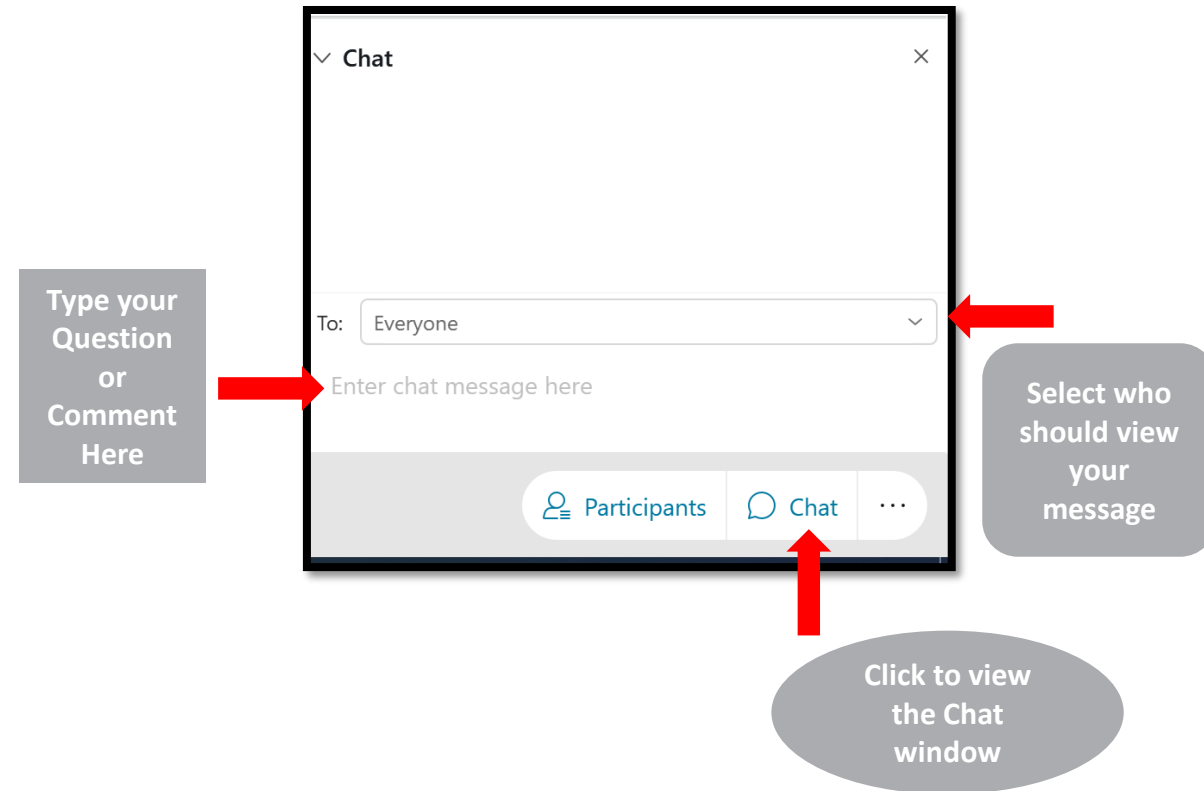 Chat
Type your
Question
or
Comment
Here
To: Everyone
Enter chat message here
Select who
should view
your
message
Participants Chat ...
Click to view
the Chat
window